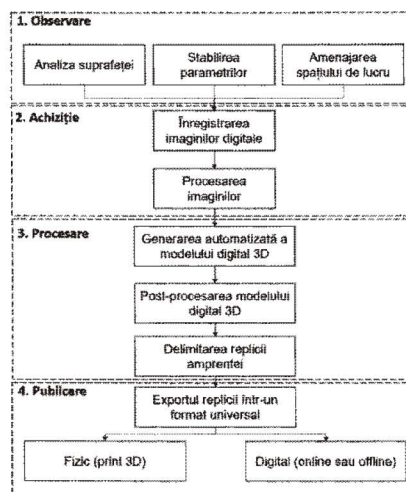 1. Observare
Analiza suprafeței
Stabilirea
parametrilor
Amenajarea
spațiului de lucru
2. Achiziție
Înregistrarea
imaginilor digitale
Procesarea
imaginilor
3. Procesare
Generarea automatizată a
modelului digital 3D
Post-procesarea modelului
digital 3D
Delimitarea replicii
amprentei
4. Publicare
Exportul replicii într-un
format universal
Fizic (print 3D)
Digital (online sau offline)